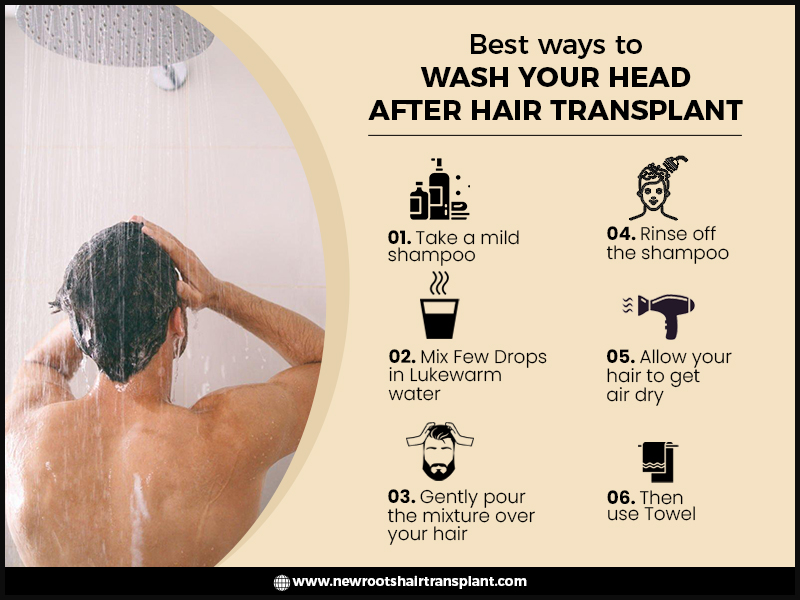 Best ways to
WASH YOUR HEAD
AFTER HAIR TRANSPLANT
01. Take a mild
shampoo
02. Mix Few Drops
in Lukewarm
water
03. Gently pour
the mixture over
your hair
04. Rinse off
the shampoo
05. Allow your
hair to get
air dry
06. Then
use Towel
www.newrootshairtransplant.com